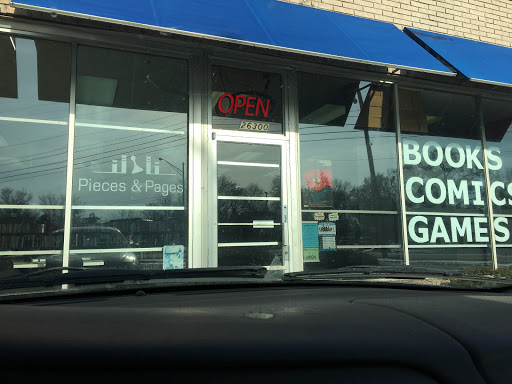 OPEN
26300
Pieces & Pages
BOOKS
COMICS
GAMES